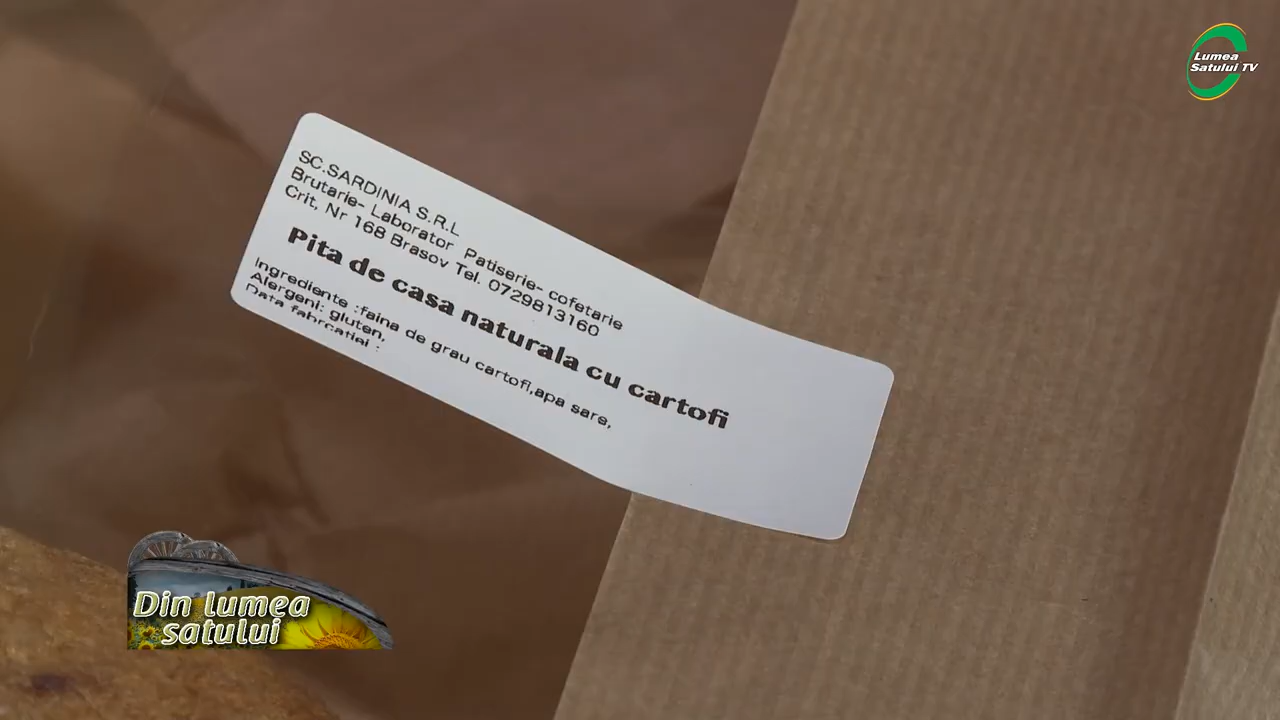 Lumea
Satului TV
SC.SARDINIA S.R.L
Brutarie- Laborator Patiserie- cofetarie
Crit, Nr 168 Brasov Tel. 0729813160
Pita de casa naturala cu cartofi
Ingrediente :faina de grau cartofi,apa sare,
Alergeni: gluten,
Data fabrcatiei :
Din lumea
satului